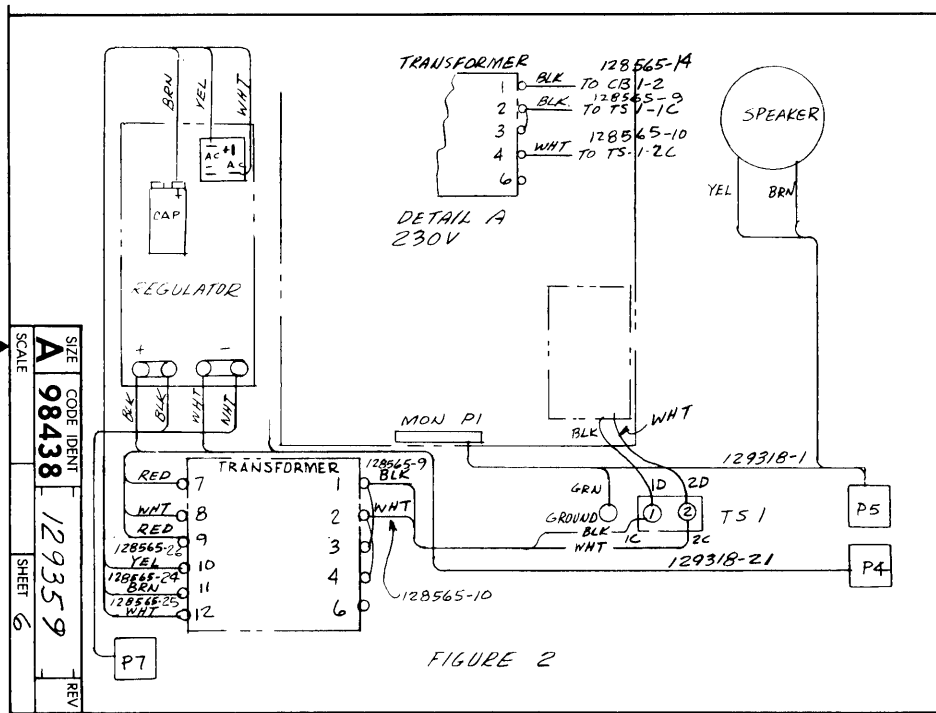 TRANSFORMER
128565-14
1 BLK TO CB 1-2
128565-9
2 BLK. TO TS 1-1C
3
128565-10
4 WHT TO TS-1-2C
6
DETAIL A
230V
SPEAKER
YEL BRN
BRN YEL WHT
AC + AC
CAP
+
REGULATOR
+ -
BLK BLK WHT WHT
MON P1
BLK WHT
129318-1
TRANSFORMER
RED 7
WHT 8
RED 9
128565-26
YEL 10
128565-24
BRN 11
128565-25
WHT 12
128565-9
1 BLK
2 WHT
3
4
6
128565-10
GRN
GROUND
1D 2D
1 2
TS 1
1C 2C
BLK
WHT
129318-21
P5
P4
P7
FIGURE 2
SIZE A
CODE IDENT 98438
129359
REV
SCALE
SHEET 6